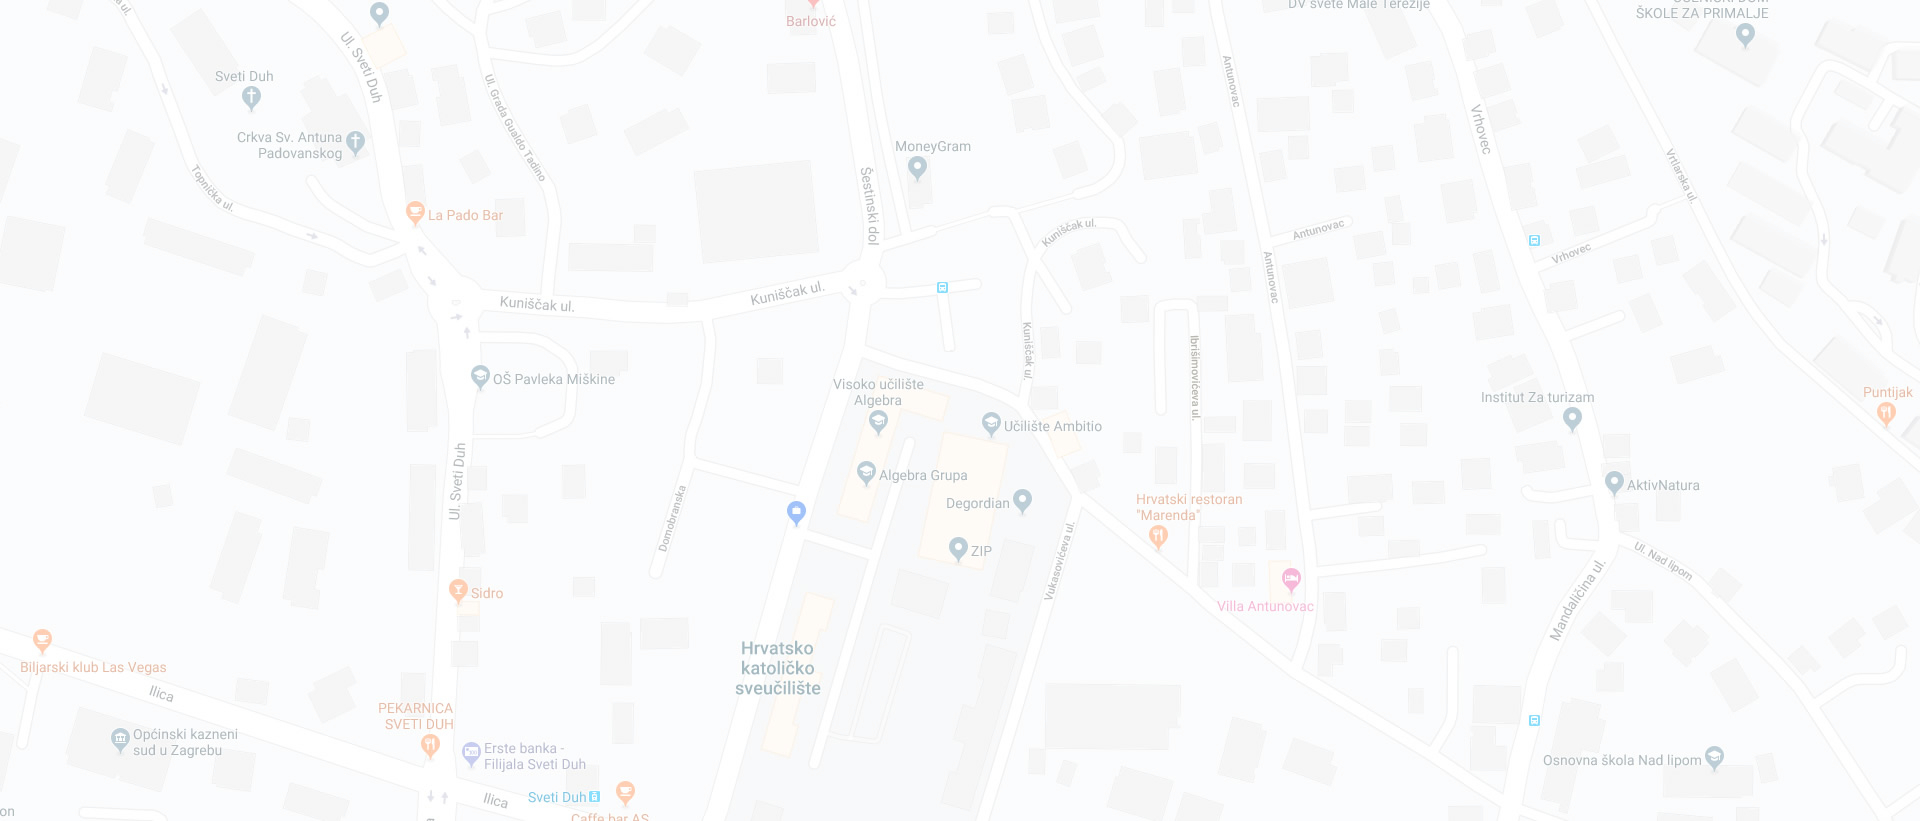 Barlović
DV svete Male Terezije
ŠKOLE ZA PRIMALJE
Ul. Sveti Duh
Sveti Duh
Crkva Sv. Antuna
Padovanskog
Ul. Grada Gualdo Tadino
Antunovac
Vrhovec
MoneyGram
Topnička ul.
La Pado Bar
Šestinski dol
Vrtlarska ul.
Kuniščak ul.
Antunovac
Vrhovec
Antunovac
Kuniščak ul.
Kuniščak ul.
Kuniščak ul.
Ibrišimovićeva ul.
OŠ Pavleka Miškine
Visoko učilište
Algebra
Institut Za turizam
Puntijak
Učilište Ambitio
Algebra Grupa
Ul. Sveti Duh
Domobranska
Degordian
Hrvatski restoran
"Marenda"
AktivNatura
ZIP
Vukasovićeva ul.
Ul. Nad lipom
Mandaličina ul.
Sidro
Villa Antunovac
Biljarski klub Las Vegas
Ilica
Hrvatsko
katoličko
sveučilište
PEKARNICA
SVETI DUH
Općinski kazneni
sud u Zagrebu
Erste banka -
Filijala Sveti Duh
Osnovna škola Nad lipom
Sveti Duh
Ilica
Caffe bar AS